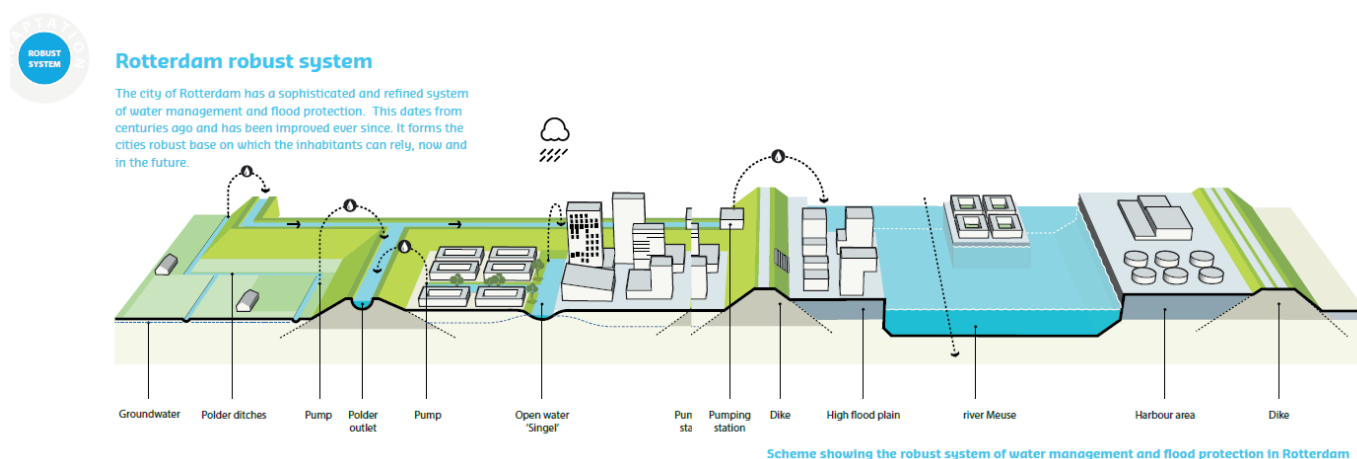 ADAPTATION
ROBUST
SYSTEM
Rotterdam robust system
The city of Rotterdam has a sophisticated and refined system
of water management and flood protection.  This dates from
centuries ago and has been improved ever since. It forms the
cities robust base on which the inhabitants can rely, now and
in the future.
Groundwater
Polder ditches
Pump
Polder
outlet
Pump
Open water
'Singel'
Pun
sta
Pumping
station
Dike
High flood plain
river Meuse
Harbour area
Dike
Scheme showing the robust system of water management and flood protection in Rotterdam